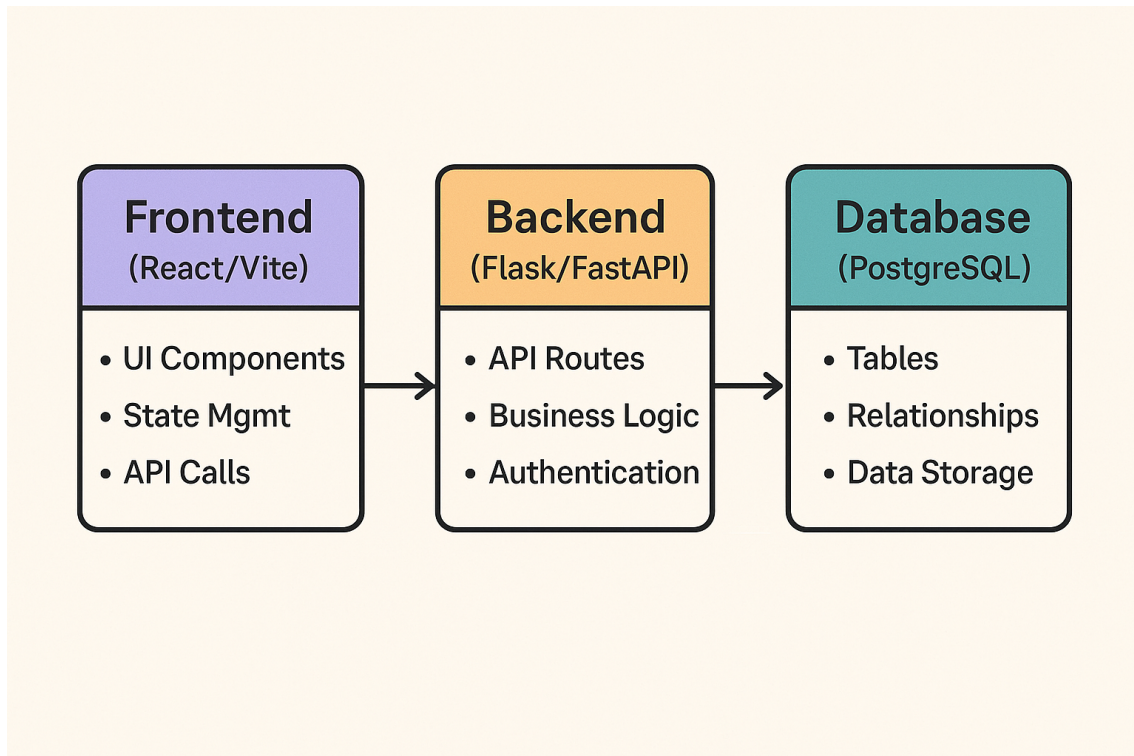 Frontend
(React/Vite)
• UI Components
• State Mgmt
• API Calls
Backend
(Flask/FastAPI)
• API Routes
• Business Logic
• Authentication
Database
(PostgreSQL)
• Tables
• Relationships
• Data Storage